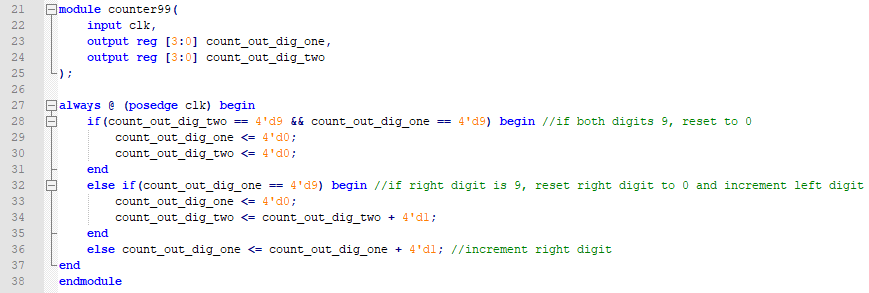 21 module counter99(
22 input clk,
23 output reg [3:0] count_out_dig_one,
24 output reg [3:0] count_out_dig_two
25 );
26
27 always @ (posedge clk) begin
28 if(count_out_dig_two == 4'd9 && count_out_dig_one == 4'd9) begin //if both digits 9, reset to 0
29 count_out_dig_one <= 4'd0;
30 count_out_dig_two <= 4'd0;
31 end
32 else if(count_out_dig_one == 4'd9) begin //if right digit is 9, reset right digit to 0 and increment left digit
33 count_out_dig_one <= 4'd0;
34 count_out_dig_two <= count_out_dig_two + 4'd1;
35 end
36 else count_out_dig_one <= count_out_dig_one + 4'd1; //increment right digit
37 end
38 endmodule